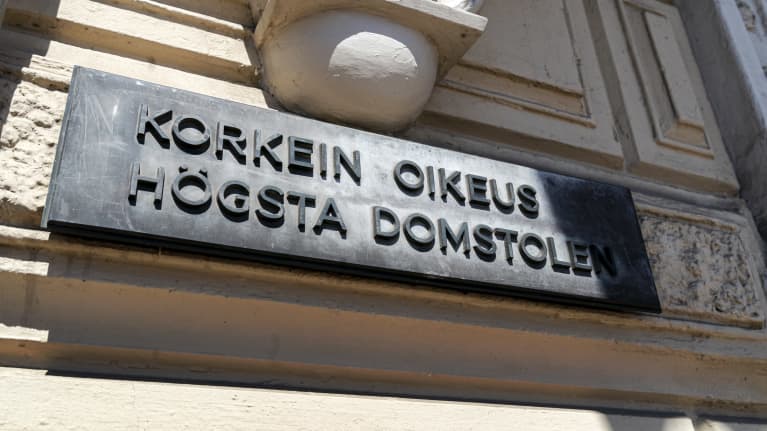 KORKEIN OIKEUS
HÖGSTA DOMSTOLEN